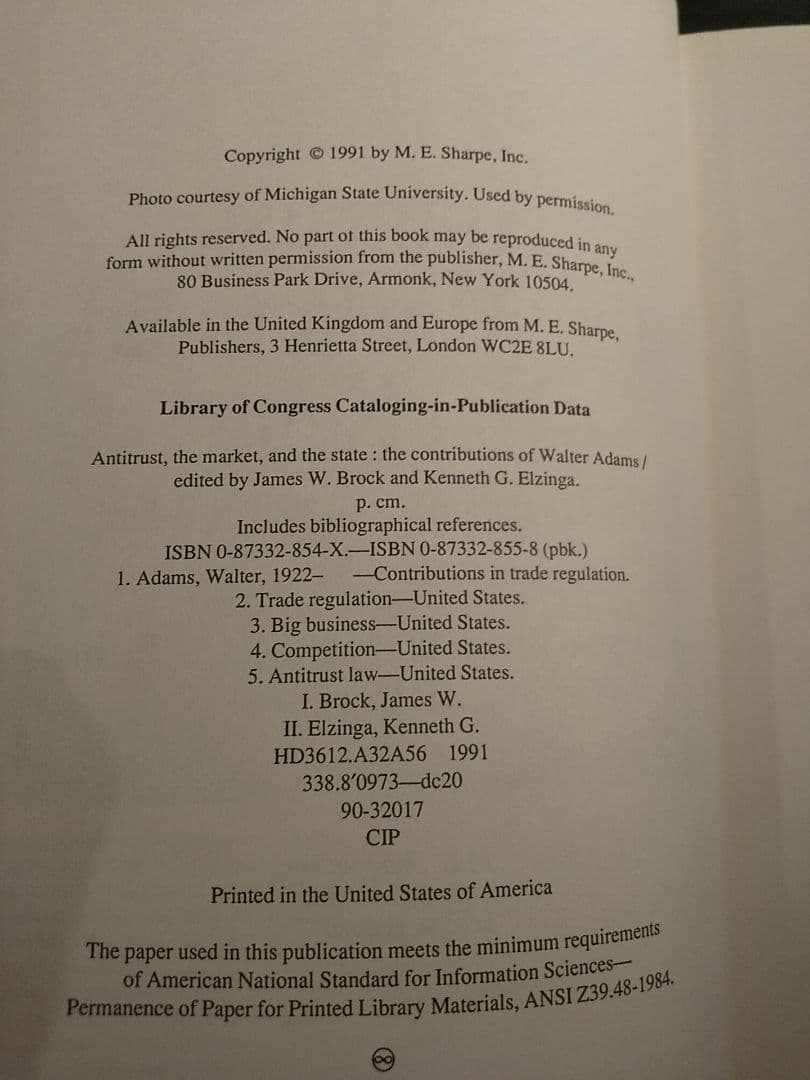 Copyright © 1991 by M. E. Sharpe, Inc.
Photo courtesy of Michigan State University. Used by permission.
All rights reserved. No part of this book may be reproduced in any
form without written permission from the publisher, M. E. Sharpe, Inc.,
80 Business Park Drive, Armonk, New York 10504.
Available in the United Kingdom and Europe from M. E. Sharpe,
Publishers, 3 Henrietta Street, London WC2E 8LU.
Library of Congress Cataloging-in-Publication Data
Antitrust, the market, and the state : the contributions of Walter Adams /
edited by James W. Brock and Kenneth G. Elzinga.
p. cm.
Includes bibliographical references.
ISBN 0-87332-854-X.—ISBN 0-87332-855-8 (pbk.)
1. Adams, Walter, 1922– —Contributions in trade regulation.
2. Trade regulation—United States.
3. Big business—United States.
4. Competition—United States.
5. Antitrust law—United States.
I. Brock, James W.
II. Elzinga, Kenneth G.
HD3612.A32A56 1991
338.8′0973—dc20
90-32017
CIP
Printed in the United States of America
The paper used in this publication meets the minimum requirements
of American National Standard for Information Sciences—
Permanence of Paper for Printed Library Materials, ANSI Z39.48-1984.